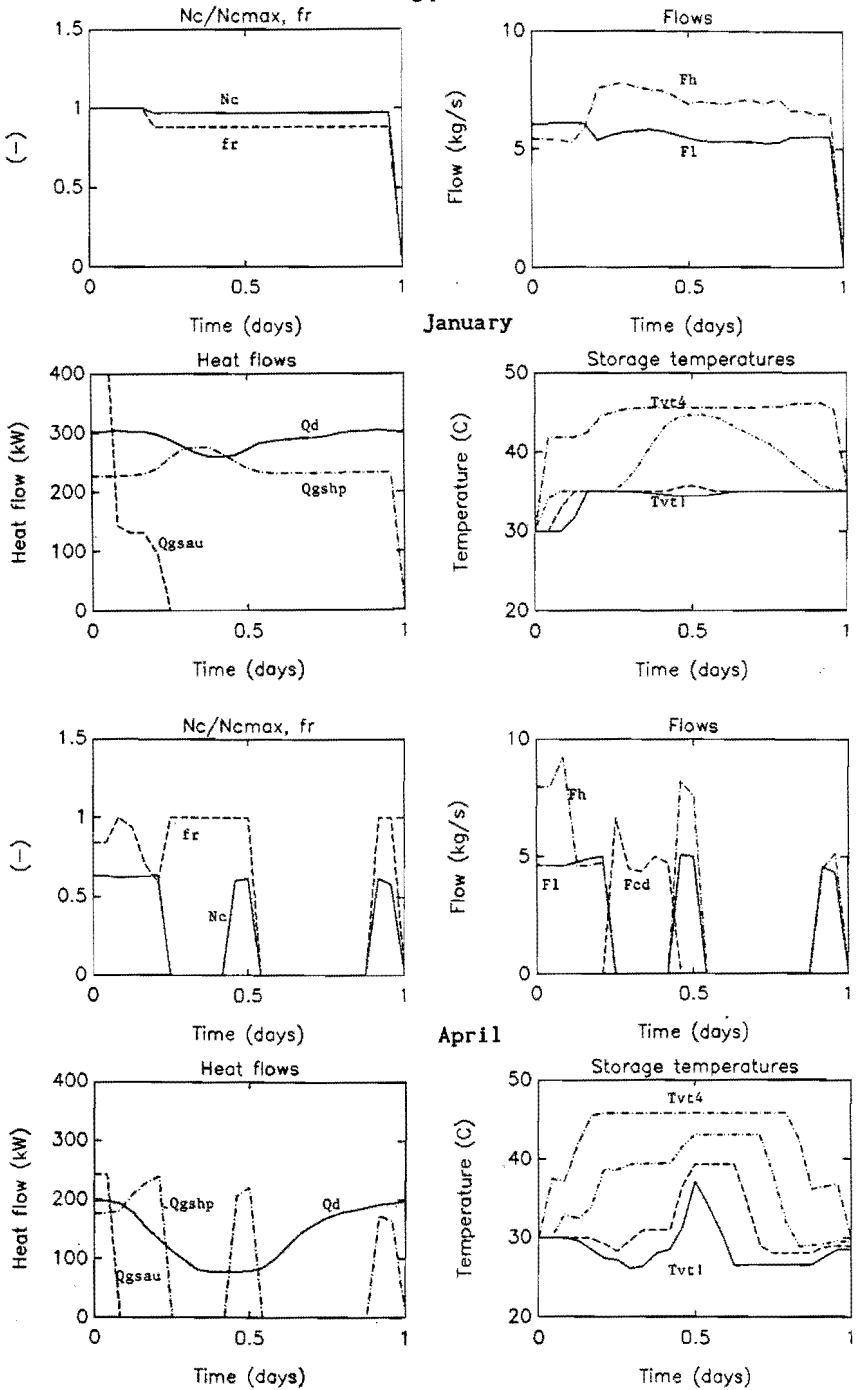 Nc/Ncmax, fr
1.5
1
0.5
0
(-)
Nc
fr
0
0.5
1
Time (days)
Flows
10
5
0
Flow (kg/s)
Fh
Fl
0
0.5
1
Time (days)
January
Heat flows
400
300
200
100
0
Heat flow (kW)
Qd
Qgshp
Qgsau
0
0.5
1
Time (days)
Storage temperatures
50
40
30
20
Temperature (C)
Tvt4
Tvt1
0
0.5
1
Time (days)
Nc/Ncmax, fr
1.5
1
0.5
0
(-)
fr
Nc
0
0.5
1
Time (days)
Flows
10
5
0
Flow (kg/s)
Fh
Fl
Fcd
0
0.5
1
Time (days)
April
Heat flows
400
300
200
100
0
Heat flow (kW)
Qgshp
Qd
Qgsau
0
0.5
1
Time (days)
Storage temperatures
50
40
30
20
Temperature (C)
Tvt4
Tvt1
0
0.5
1
Time (days)